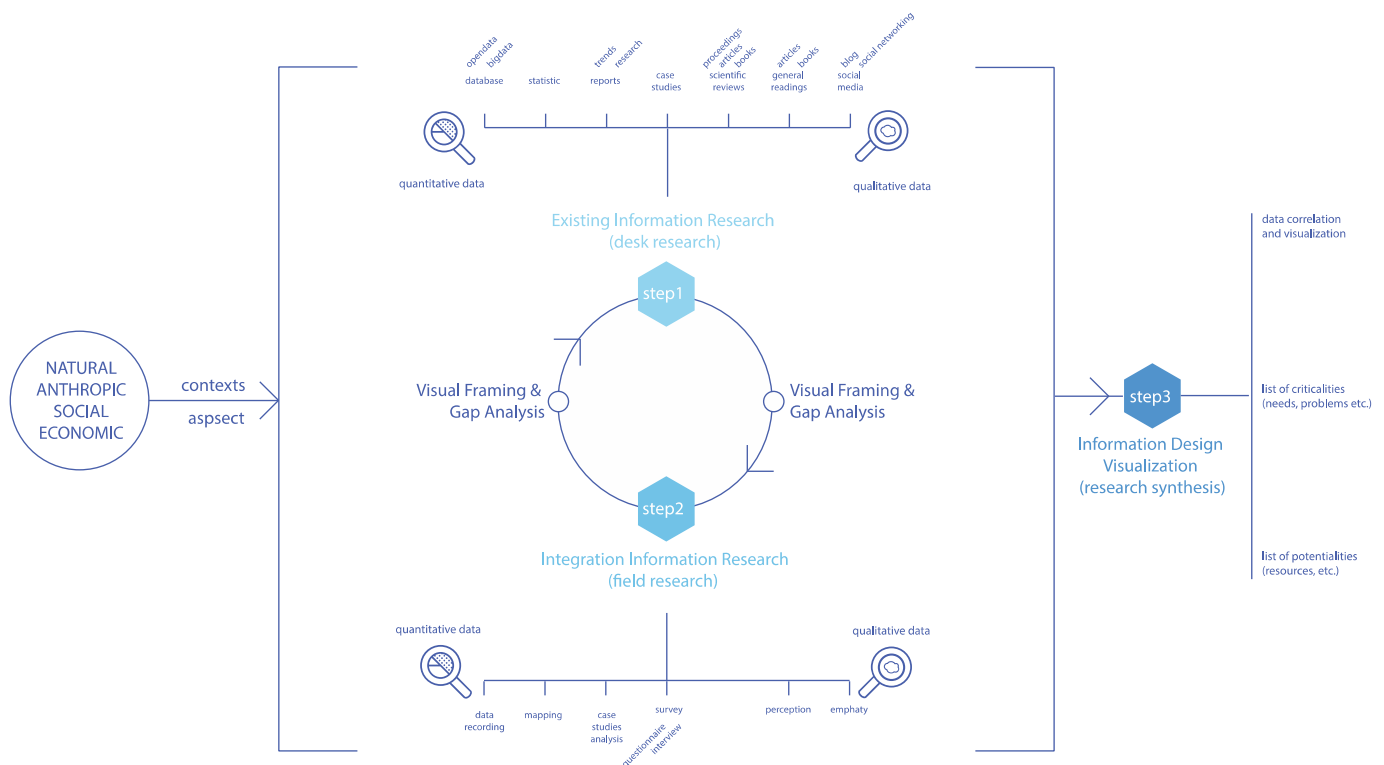 opendata
bigdata
database
statistic
trends
research
reports
case
studies
proceedings
articles
books
scientific
reviews
articles
books
general
readings
blog
social networking
social
media
quantitative data
qualitative data
Existing Information Research
(desk research)
step1
NATURAL
ANTHROPIC
SOCIAL
ECONOMIC
contexts
aspsect
Visual Framing &
Gap Analysis
Visual Framing &
Gap Analysis
step2
Integration Information Research
(field research)
quantitative data
qualitative data
data
recording
mapping
case
studies
analysis
survey
questionnaire
interview
perception
emphaty
step3
Information Design
Visualization
(research synthesis)
data correlation
and visualization
list of criticalities
(needs, problems etc.)
list of potentialities
(resources, etc.)